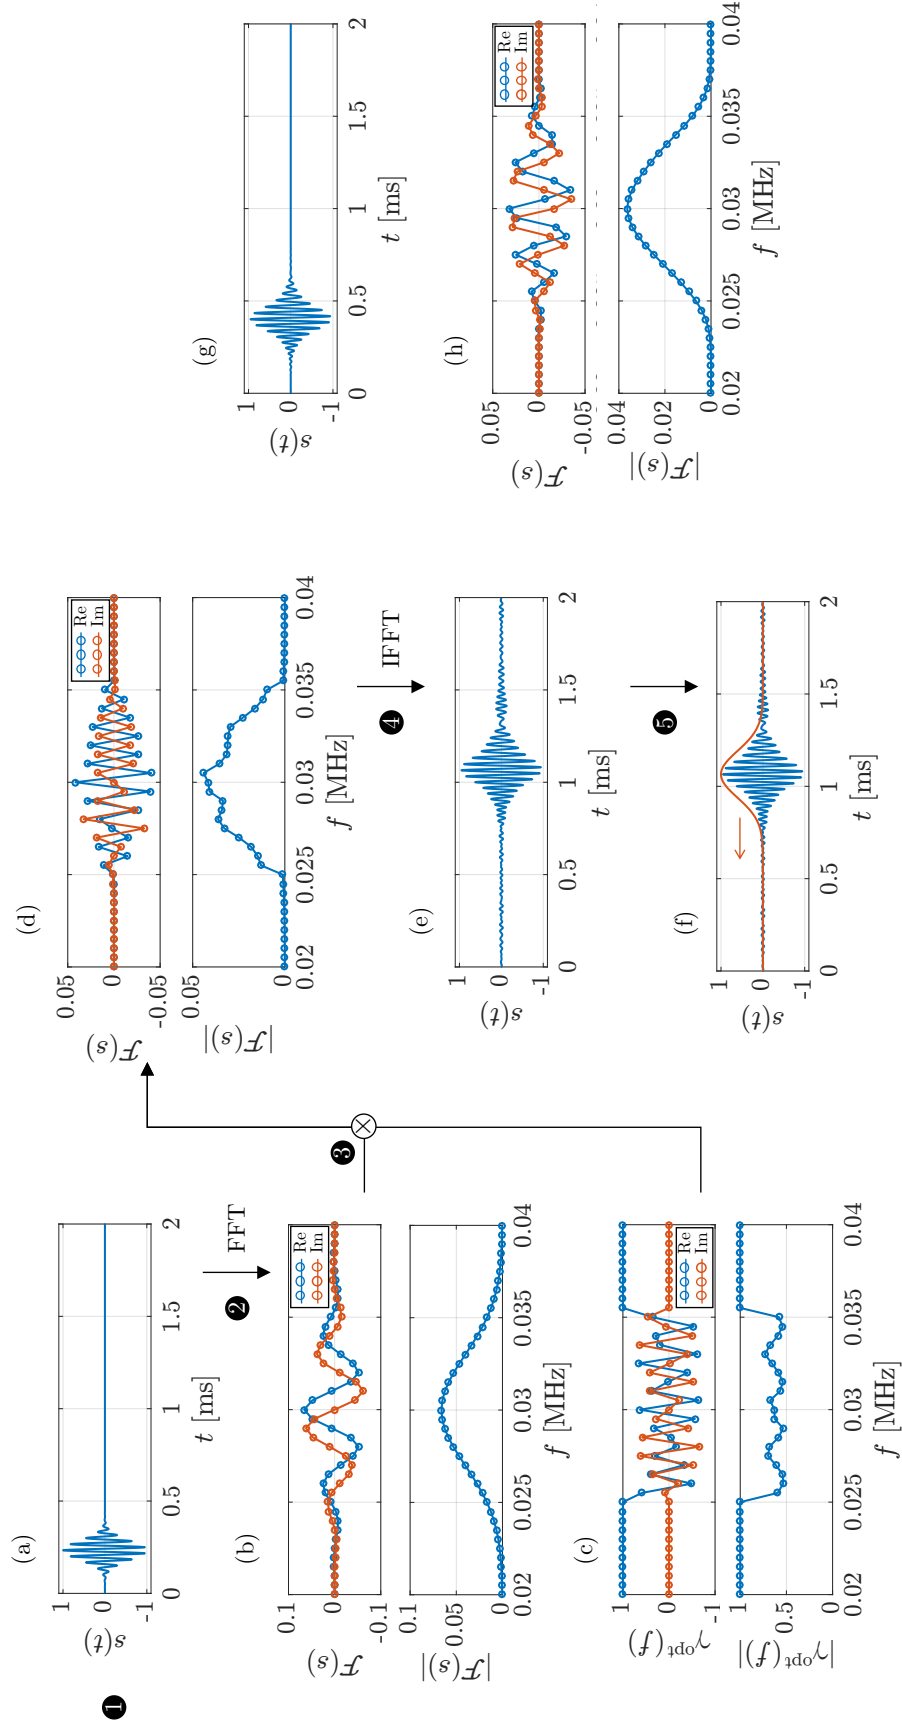 ❶
(a)
1
0
-1
s(t)
0 0.5 1 1.5 2
t [ms]
❷ FFT
(b)
0.1
0
-0.1
ℱ(s)
Re
Im
0.1
0.05
0
|ℱ(s)|
0.02 0.025 0.03 0.035 0.04
f [MHz]
❸
×
(c)
1
0
-1
γ^opt(f)
Re
Im
1
0.5
0
|γ^opt(f)|
0.02 0.025 0.03 0.035 0.04
f [MHz]
(d)
0.05
0
-0.05
ℱ(s)
Re
Im
0.05
0
|ℱ(s)|
0.02 0.025 0.03 0.035 0.04
f [MHz]
❹ IFFT
(e)
1
0
-1
s(t)
0 0.5 1 1.5 2
t [ms]
❺
(f)
1
0
-1
s(t)
0 0.5 1 1.5 2
t [ms]
(g)
1
0
-1
s(t)
0 0.5 1 1.5 2
t [ms]
(h)
0.05
0
-0.05
ℱ(s)
Re
Im
0.04
0.02
0
|ℱ(s)|
0.02 0.025 0.03 0.035 0.04
f [MHz]